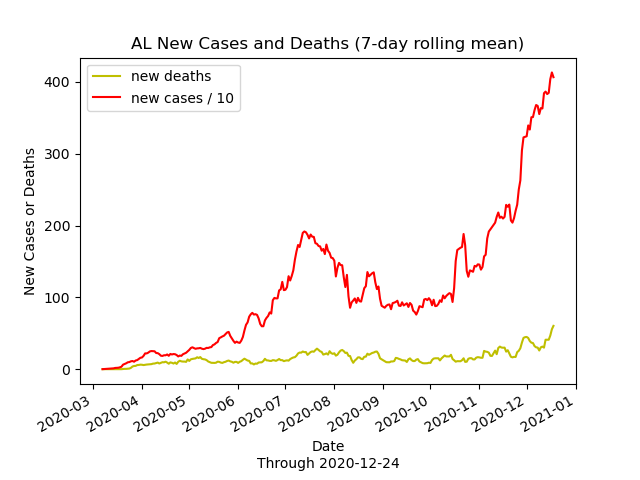 AL New Cases and Deaths (7-day rolling mean)
new deaths
new cases / 10
New Cases or Deaths
400
300
200
100
0
2020-03
2020-04
2020-05
2020-06
2020-07
2020-08
2020-09
2020-10
2020-11
2020-12
2021-01
Date
Through 2020-12-24